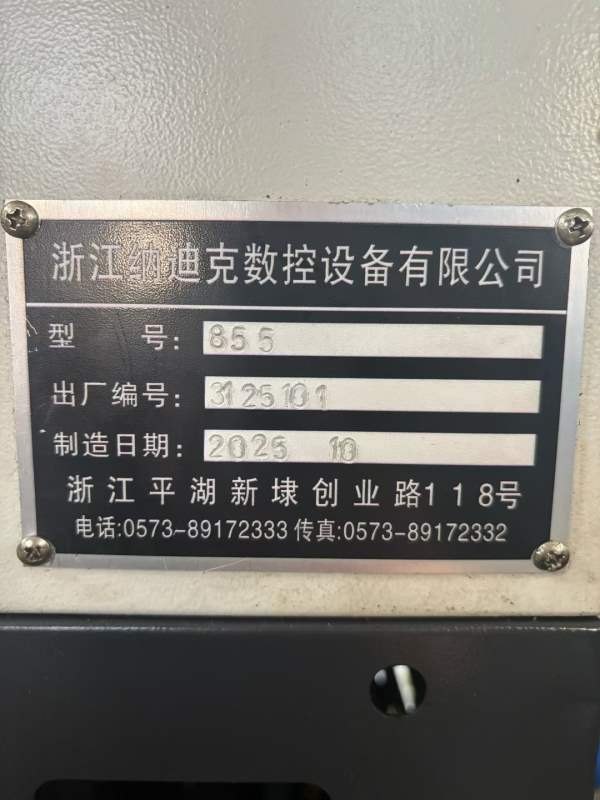 浙江纳迪克数控设备有限公司
型 号: 855
出厂编号: 3125101
制造日期: 2025 10
浙江平湖新埭创业路118号
电话:0573-89172333 传真:0573-89172332